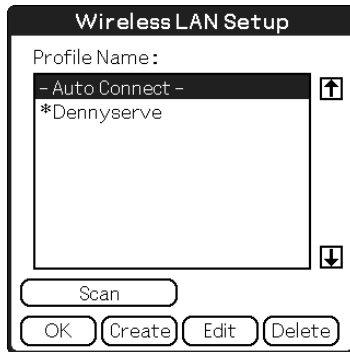 Wireless LAN Setup
Profile Name:
- Auto Connect -
*Dennyserve
Scan
OK Create Edit Delete